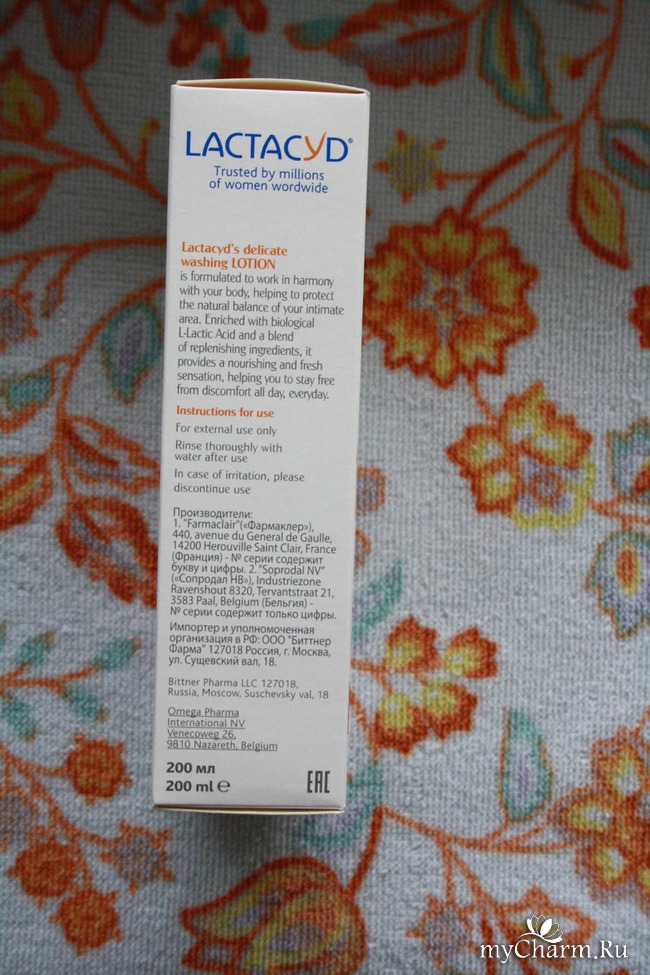 LACTACYD®
Trusted by millions
of women wordwide
Lactacyd's delicate
washing LOTION
is formulated to work in harmony
with your body, helping to protect
the natural balance of your intimate
area. Enriched with biological
L-Lactic Acid and a blend
of replenishing ingredients, it
provides a nourishing and fresh
sensation, helping you to stay free
from discomfort all day, everyday.
Instructions for use
For external use only
Rinse thoroughly with
water after use
In case of irritation, please
discontinue use
Производители:
1. "Farmaclair"(«Фармаклер»),
440, avenue du General de Gaulle,
14200 Herouville Saint Clair, France
(Франция) - № серии содержит
букву и цифры. 2. "Soprodal NV"
(«Сопродал НВ»), Industriezone
Ravenshout 8320, Tervantstraat 21,
3583 Paal, Belgium (Бельгия) -
№ серии содержит только цифры.
Импортер и уполномоченная
организация в РФ: ООО "Биттнер
Фарма" 127018 Россия, г. Москва,
ул. Сущевский вал, 18.
Bittner Pharma LLC 127018,
Russia, Moscow, Suschevsky val, 18
Omega Pharma
International NV
Venecoweg 26,
9810 Nazareth, Belgium
200 мл
200 ml ℮
EAC
myCharm.Ru